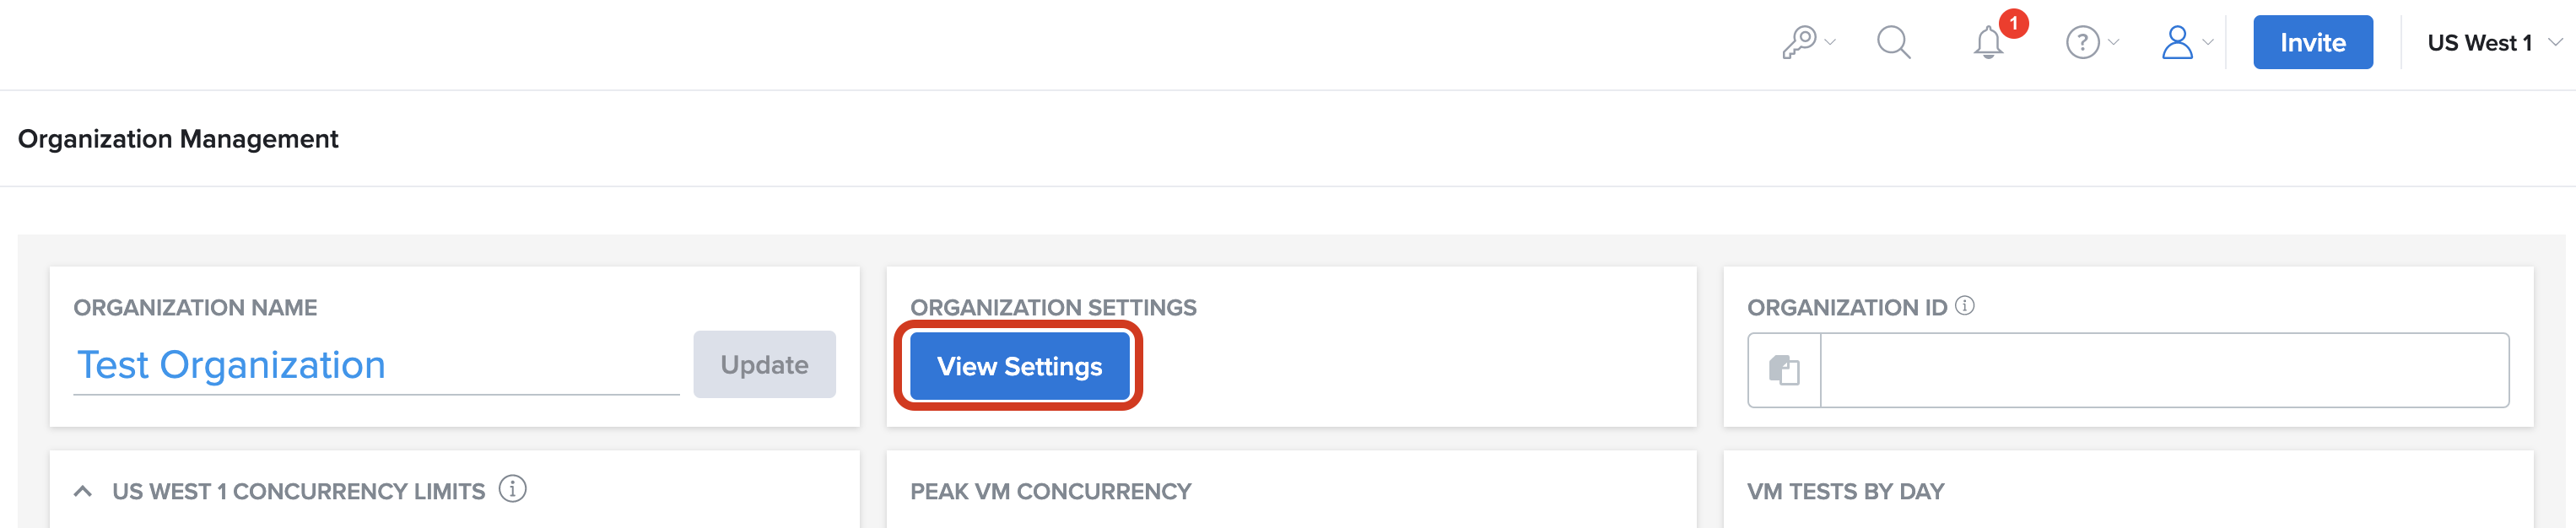 1
Invite
US West 1
Organization Management
ORGANIZATION NAME
Test Organization
Update
ORGANIZATION SETTINGS
View Settings
ORGANIZATION ID
US WEST 1 CONCURRENCY LIMITS
PEAK VM CONCURRENCY
VM TESTS BY DAY